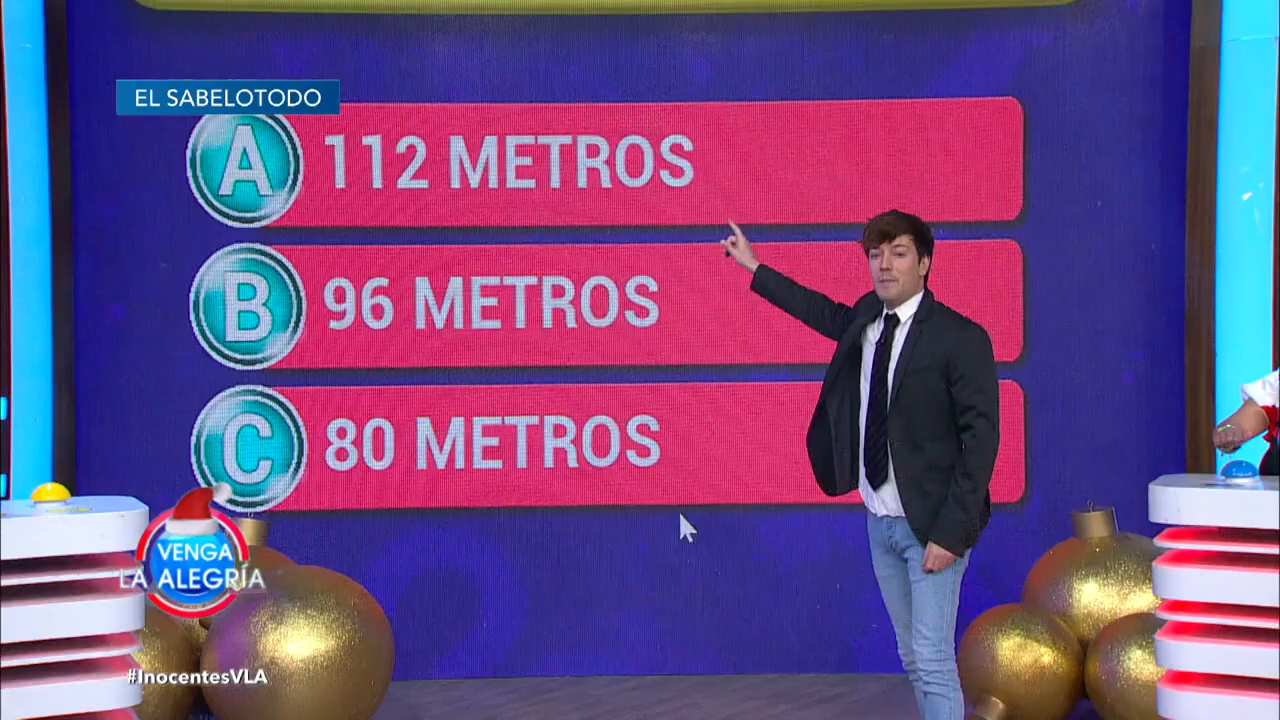 EL SABELOTODO
A 112 METROS
B 96 METROS
C 80 METROS
VENGA
LA ALEGRÍA
#InocentesVLA